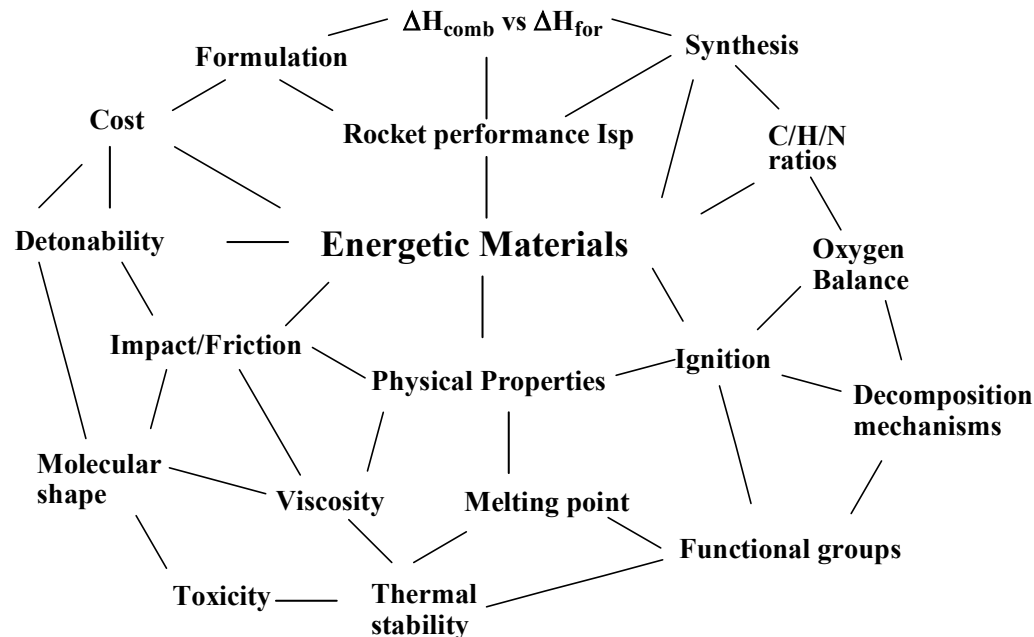 ΔHcomb vs ΔHfor
Synthesis
Formulation
Cost
Rocket performance Isp
C/H/N
ratios
Detonability
Energetic Materials
Oxygen
Balance
Impact/Friction
Ignition
Physical Properties
Decomposition
mechanisms
Molecular
shape
Viscosity
Melting point
Functional groups
Toxicity
Thermal
stability